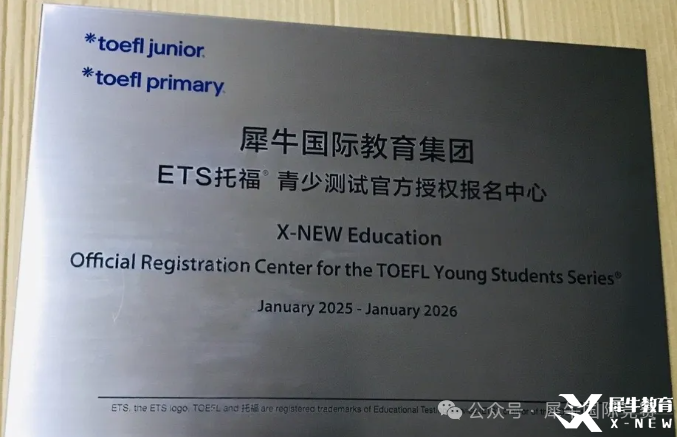 *toefl junior.
*toefl primary.
犀牛国际教育集团
ETS托福® 青少测试官方授权报名中心
X-NEW Education
Official Registration Center for the TOEFL Young Students Series®
January 2025 - January 2026
ETS, the ETS logo, TOEFL and 托福 are registered trademarks of Educational Test
公众号 · 犀牛国际竞赛
犀牛教育
X-NEW